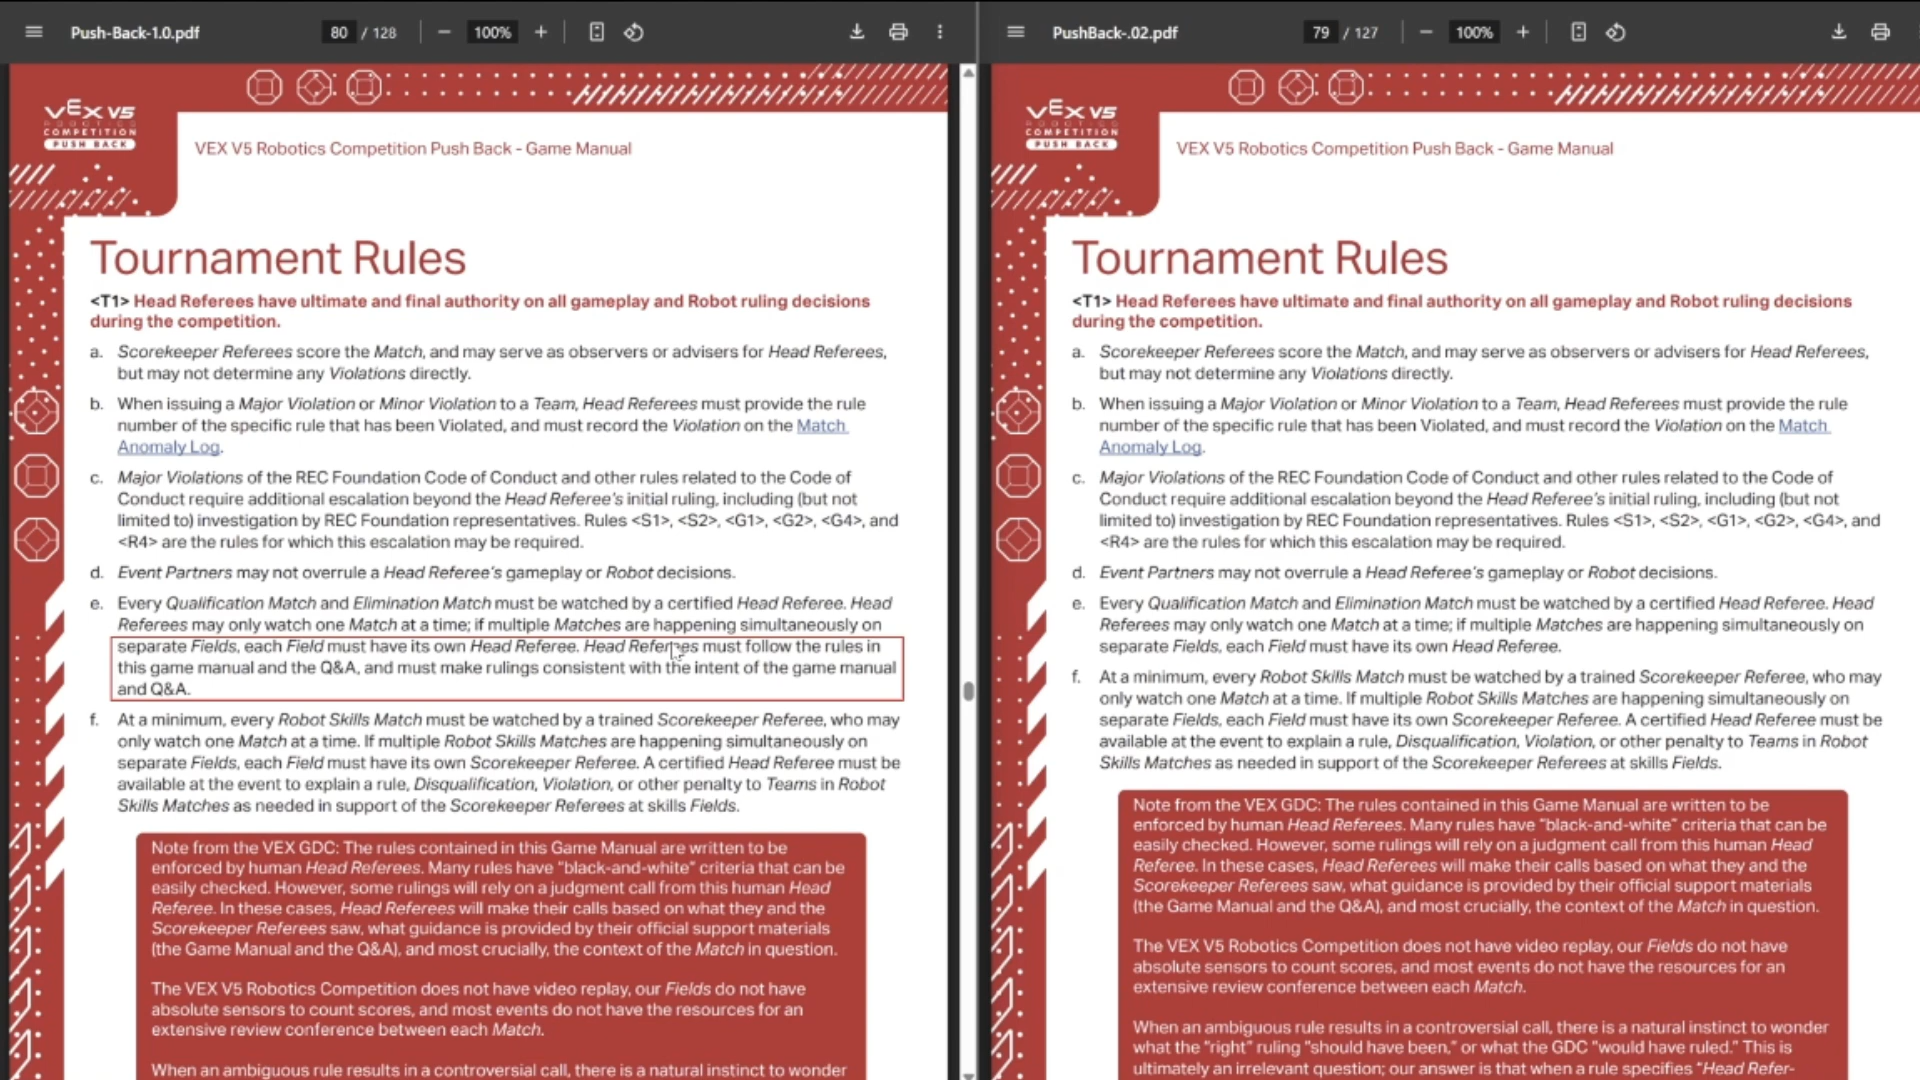 Push-Back-1.0.pdf
80 / 128
100%
VEX V5
ROBOTICS
COMPETITION
PUSH BACK
VEX V5 Robotics Competition Push Back - Game Manual
Tournament Rules
<T1> Head Referees have ultimate and final authority on all gameplay and Robot ruling decisions
during the competition.
a. Scorekeeper Referees score the Match, and may serve as observers or advisers for Head Referees,
but may not determine any Violations directly.
b. When issuing a Major Violation or Minor Violation to a Team, Head Referees must provide the rule
number of the specific rule that has been Violated, and must record the Violation on the Match
Anomaly Log.
c. Major Violations of the REC Foundation Code of Conduct and other rules related to the Code of
Conduct require additional escalation beyond the Head Referee's initial ruling, including (but not
limited to) investigation by REC Foundation representatives. Rules <S1>, <S2>, <G1>, <G2>, <G4>, and
<R4> are the rules for which this escalation may be required.
d. Event Partners may not overrule a Head Referee's gameplay or Robot decisions.
e. Every Qualification Match and Elimination Match must be watched by a certified Head Referee. Head
Referees may only watch one Match at a time; if multiple Matches are happening simultaneously on
separate Fields, each Field must have its own Head Referee. Head Referees must follow the rules in
this game manual and the Q&A, and must make rulings consistent with the intent of the game manual
and Q&A.
f. At a minimum, every Robot Skills Match must be watched by a trained Scorekeeper Referee, who may
only watch one Match at a time. If multiple Robot Skills Matches are happening simultaneously on
separate Fields, each Field must have its own Scorekeeper Referee. A certified Head Referee must be
available at the event to explain a rule, Disqualification, Violation, or other penalty to Teams in Robot
Skills Matches as needed in support of the Scorekeeper Referees at skills Fields.
Note from the VEX GDC: The rules contained in this Game Manual are written to be
enforced by human Head Referees. Many rules have "black-and-white" criteria that can be
easily checked. However, some rulings will rely on a judgment call from this human Head
Referee. In these cases, Head Referees will make their calls based on what they and the
Scorekeeper Referees saw, what guidance is provided by their official support materials
(the Game Manual and the Q&A), and most crucially, the context of the Match in question.
The VEX V5 Robotics Competition does not have video replay, our Fields do not have
absolute sensors to count scores, and most events do not have the resources for an
extensive review conference between each Match.
When an ambiguous rule results in a controversial call, there is a natural instinct to wonder
PushBack-.02.pdf
79 / 127
100%
VEX V5
ROBOTICS
COMPETITION
PUSH BACK
VEX V5 Robotics Competition Push Back - Game Manual
Tournament Rules
<T1> Head Referees have ultimate and final authority on all gameplay and Robot ruling decisions
during the competition.
a. Scorekeeper Referees score the Match, and may serve as observers or advisers for Head Referees,
but may not determine any Violations directly.
b. When issuing a Major Violation or Minor Violation to a Team, Head Referees must provide the rule
number of the specific rule that has been Violated, and must record the Violation on the Match
Anomaly Log.
c. Major Violations of the REC Foundation Code of Conduct and other rules related to the Code of
Conduct require additional escalation beyond the Head Referee's initial ruling, including (but not
limited to) investigation by REC Foundation representatives. Rules <S1>, <S2>, <G1>, <G2>, <G4>, and
<R4> are the rules for which this escalation may be required.
d. Event Partners may not overrule a Head Referee's gameplay or Robot decisions.
e. Every Qualification Match and Elimination Match must be watched by a certified Head Referee. Head
Referees may only watch one Match at a time; if multiple Matches are happening simultaneously on
separate Fields, each Field must have its own Head Referee.
f. At a minimum, every Robot Skills Match must be watched by a trained Scorekeeper Referee, who may
only watch one Match at a time. If multiple Robot Skills Matches are happening simultaneously on
separate Fields, each Field must have its own Scorekeeper Referee. A certified Head Referee must be
available at the event to explain a rule, Disqualification, Violation, or other penalty to Teams in Robot
Skills Matches as needed in support of the Scorekeeper Referees at skills Fields.
Note from the VEX GDC: The rules contained in this Game Manual are written to be
enforced by human Head Referees. Many rules have "black-and-white" criteria that can be
easily checked. However, some rulings will rely on a judgment call from this human Head
Referee. In these cases, Head Referees will make their calls based on what they and the
Scorekeeper Referees saw, what guidance is provided by their official support materials
(the Game Manual and the Q&A), and most crucially, the context of the Match in question.
The VEX V5 Robotics Competition does not have video replay, our Fields do not have
absolute sensors to count scores, and most events do not have the resources for an
extensive review conference between each Match.
When an ambiguous rule results in a controversial call, there is a natural instinct to wonder
what the "right" ruling "should have been," or what the GDC "would have ruled." This is
ultimately an irrelevant question; our answer is that when a rule specifies "Head Refer-